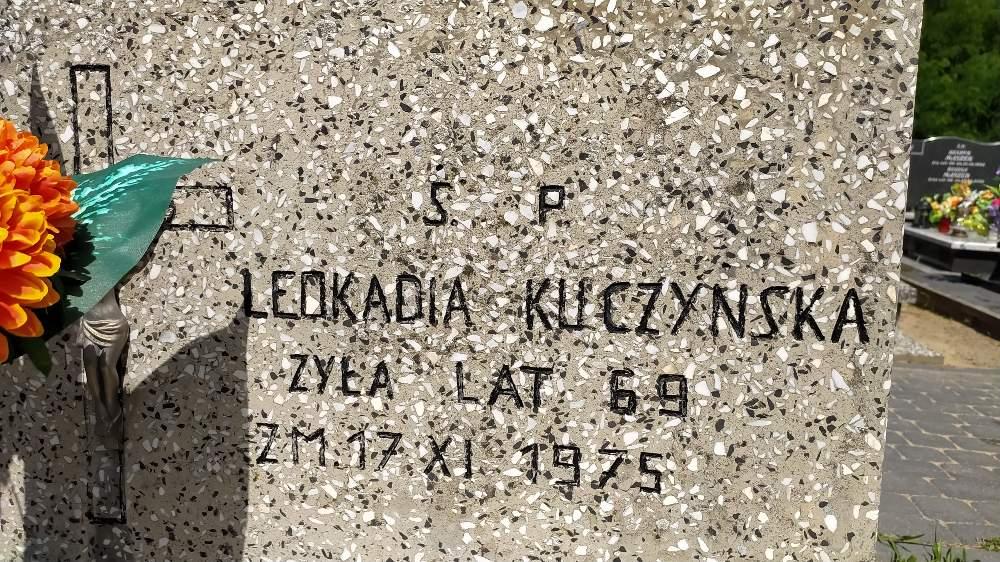 S. P
LEOKADIA KUCZYNSKA
ZYŁA LAT 69
ZM 17 XI 1975